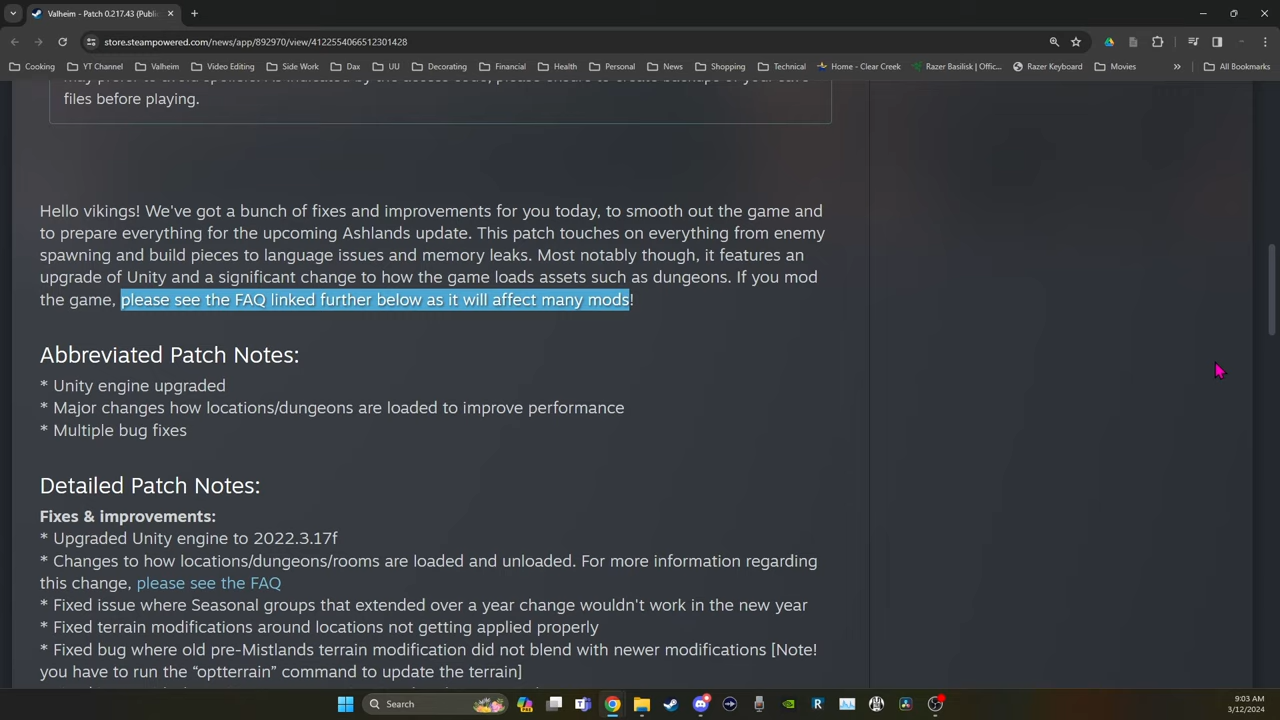 Valheim - Patch 0.217.43 (Publi
store.steampowered.com/news/app/892970/view/4122554066512301428
Cooking YT Channel Valheim Video Editing Side Work Dax UU Decorating Financial Health Personal News Shopping Technical Home - Clear Creek Razer Basilisk | Offic... Razer Keyboard Movies » All Bookmarks
files before playing.
Hello vikings! We've got a bunch of fixes and improvements for you today, to smooth out the game and
to prepare everything for the upcoming Ashlands update. This patch touches on everything from enemy
spawning and build pieces to language issues and memory leaks. Most notably though, it features an
upgrade of Unity and a significant change to how the game loads assets such as dungeons. If you mod
the game, please see the FAQ linked further below as it will affect many mods!
Abbreviated Patch Notes:
* Unity engine upgraded
* Major changes how locations/dungeons are loaded to improve performance
* Multiple bug fixes
Detailed Patch Notes:
Fixes & improvements:
* Upgraded Unity engine to 2022.3.17f
* Changes to how locations/dungeons/rooms are loaded and unloaded. For more information regarding
this change, please see the FAQ
* Fixed issue where Seasonal groups that extended over a year change wouldn't work in the new year
* Fixed terrain modifications around locations not getting applied properly
* Fixed bug where old pre-Mistlands terrain modification did not blend with newer modifications [Note!
you have to run the “optterrain” command to update the terrain]
Search
9:03 AM
3/12/2024